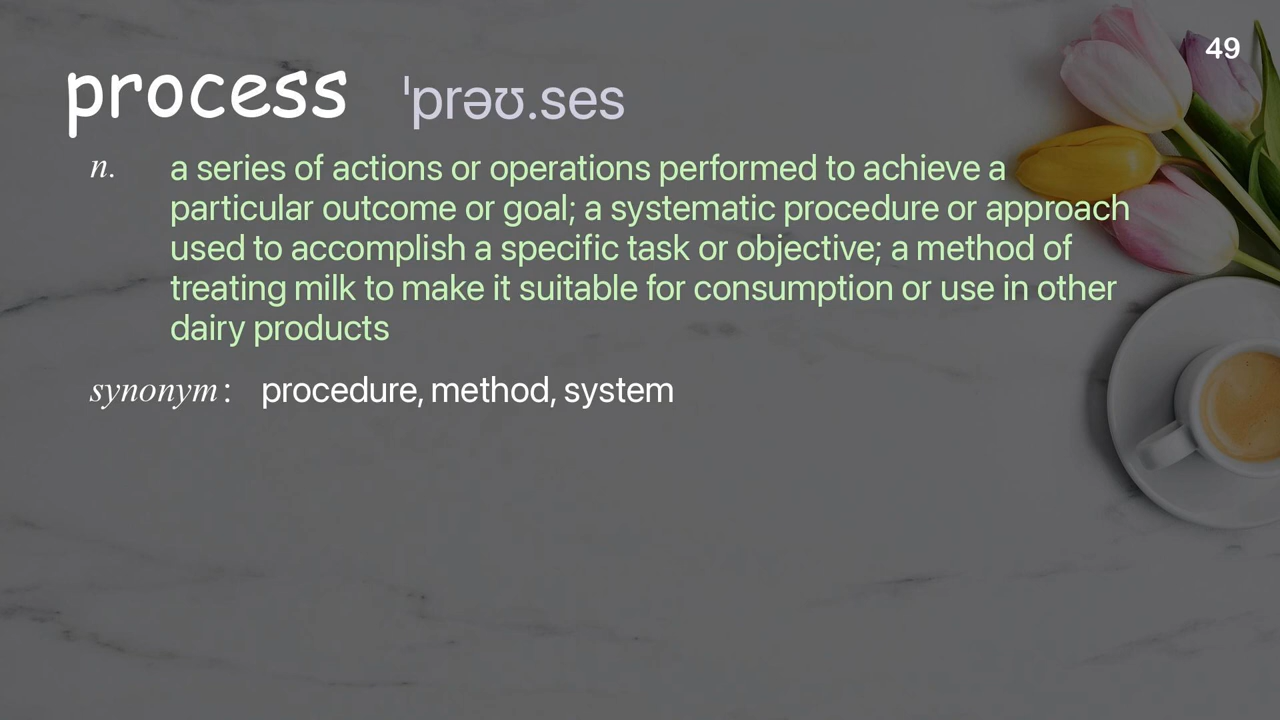 49
process ˈprəʊ.ses
n. a series of actions or operations performed to achieve a
particular outcome or goal; a systematic procedure or approach
used to accomplish a specific task or objective; a method of
treating milk to make it suitable for consumption or use in other
dairy products
synonym: procedure, method, system